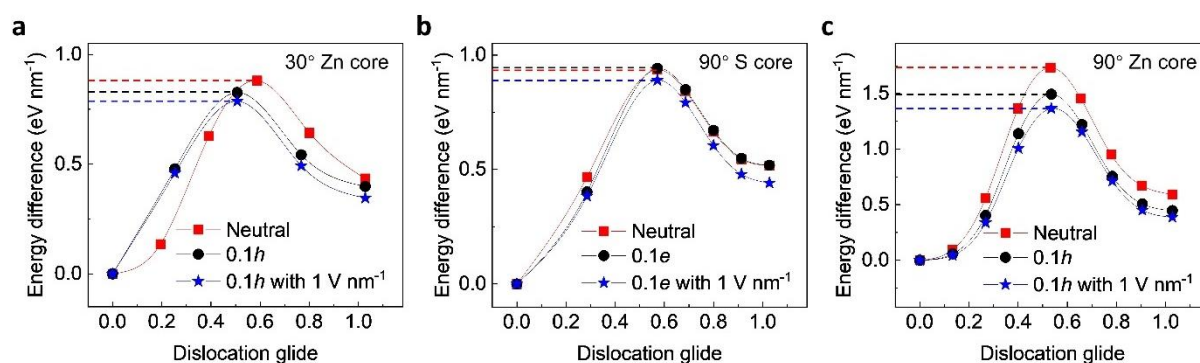 a
Energy difference (eV nm⁻¹)
1.0
0.5
0.0
30° Zn core
Neutral
0.1h
0.1h with 1 V nm⁻¹
0.0 0.2 0.4 0.6 0.8 1.0
Dislocation glide
b
Energy difference (eV nm⁻¹)
1.0
0.5
0.0
90° S core
Neutral
0.1e
0.1e with 1 V nm⁻¹
0.0 0.2 0.4 0.6 0.8 1.0
Dislocation glide
c
Energy difference (eV nm⁻¹)
1.5
1.0
0.5
0.0
90° Zn core
Neutral
0.1h
0.1h with 1 V nm⁻¹
0.0 0.2 0.4 0.6 0.8 1.0
Dislocation glide